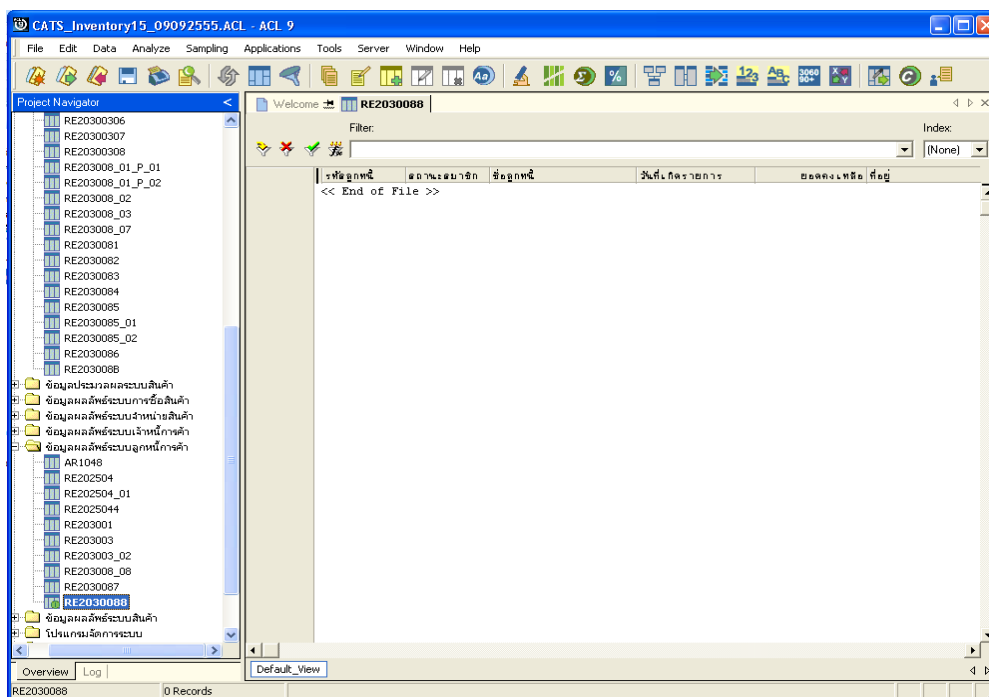 CATS_Inventory15_09092555.ACL - ACL 9
File Edit Data Analyze Sampling Applications Tools Server Window Help
Project Navigator <
Welcome RE2030088
RE20300306
RE20300307
RE20300308
RE203008_01_P_01
RE203008_01_P_02
RE203008_02
RE203008_03
RE203008_07
RE2030081
RE2030082
RE2030083
RE2030084
RE2030085
RE2030085_01
RE2030085_02
RE2030086
RE203008B
ข้อมูลประมวลผลระบบสินค้า
ข้อมูลผลลัพธ์ระบบการซื้อสินค้า
ข้อมูลผลลัพธ์ระบบจำหน่ายสินค้า
ข้อมูลผลลัพธ์ระบบเจ้าหนี้การค้า
ข้อมูลผลลัพธ์ระบบลูกหนี้การค้า
AR1048
RE202504
RE202504_01
RE2025044
RE203001
RE203003
RE203003_02
RE203008_08
RE2030087
RE2030088
ข้อมูลผลลัพธ์ระบบสินค้า
โปรแกรมจัดการระบบ
Overview Log
Filter: Index:
(None)
รหัสลูกหนี้ สถานะสมาชิก ชื่อลูกหนี้ วันที่เกิดรายการ ยอดคงเหลือ ที่อยู่
<< End of File >>
Default_View
RE2030088 0 Records